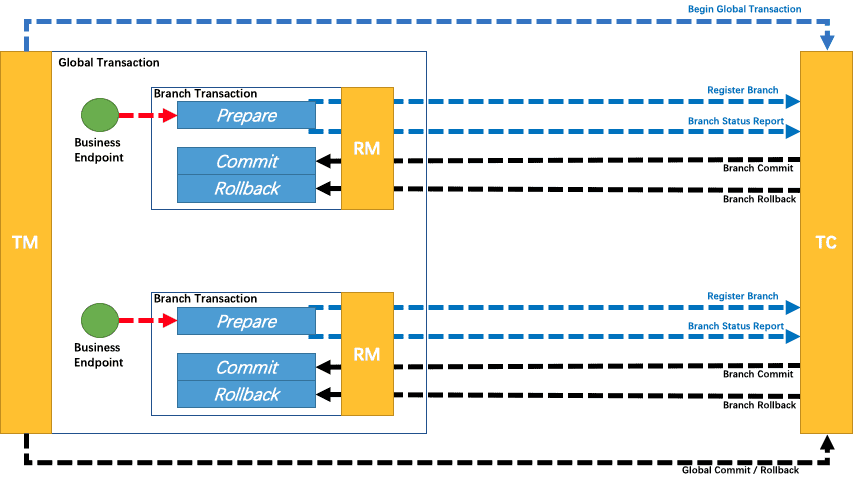 Begin Global Transaction
TM
Global Transaction
Branch Transaction
Business
Endpoint
Prepare
Commit
Rollback
RM
Register Branch
Branch Status Report
Branch Commit
Branch Rollback
TC
Branch Transaction
Business
Endpoint
Prepare
Commit
Rollback
RM
Register Branch
Branch Status Report
Branch Commit
Branch Rollback
Global Commit / Rollback